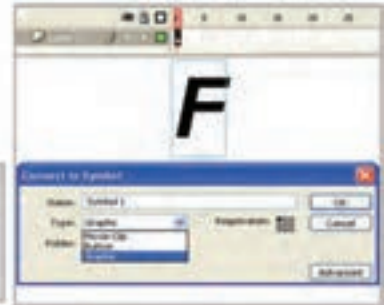 F
Convert to Symbol
Name: Symbol 1
OK
Type: Graphic
Registration:
Cancel
Movie Clip
Button
Graphic
Folder:
Advanced